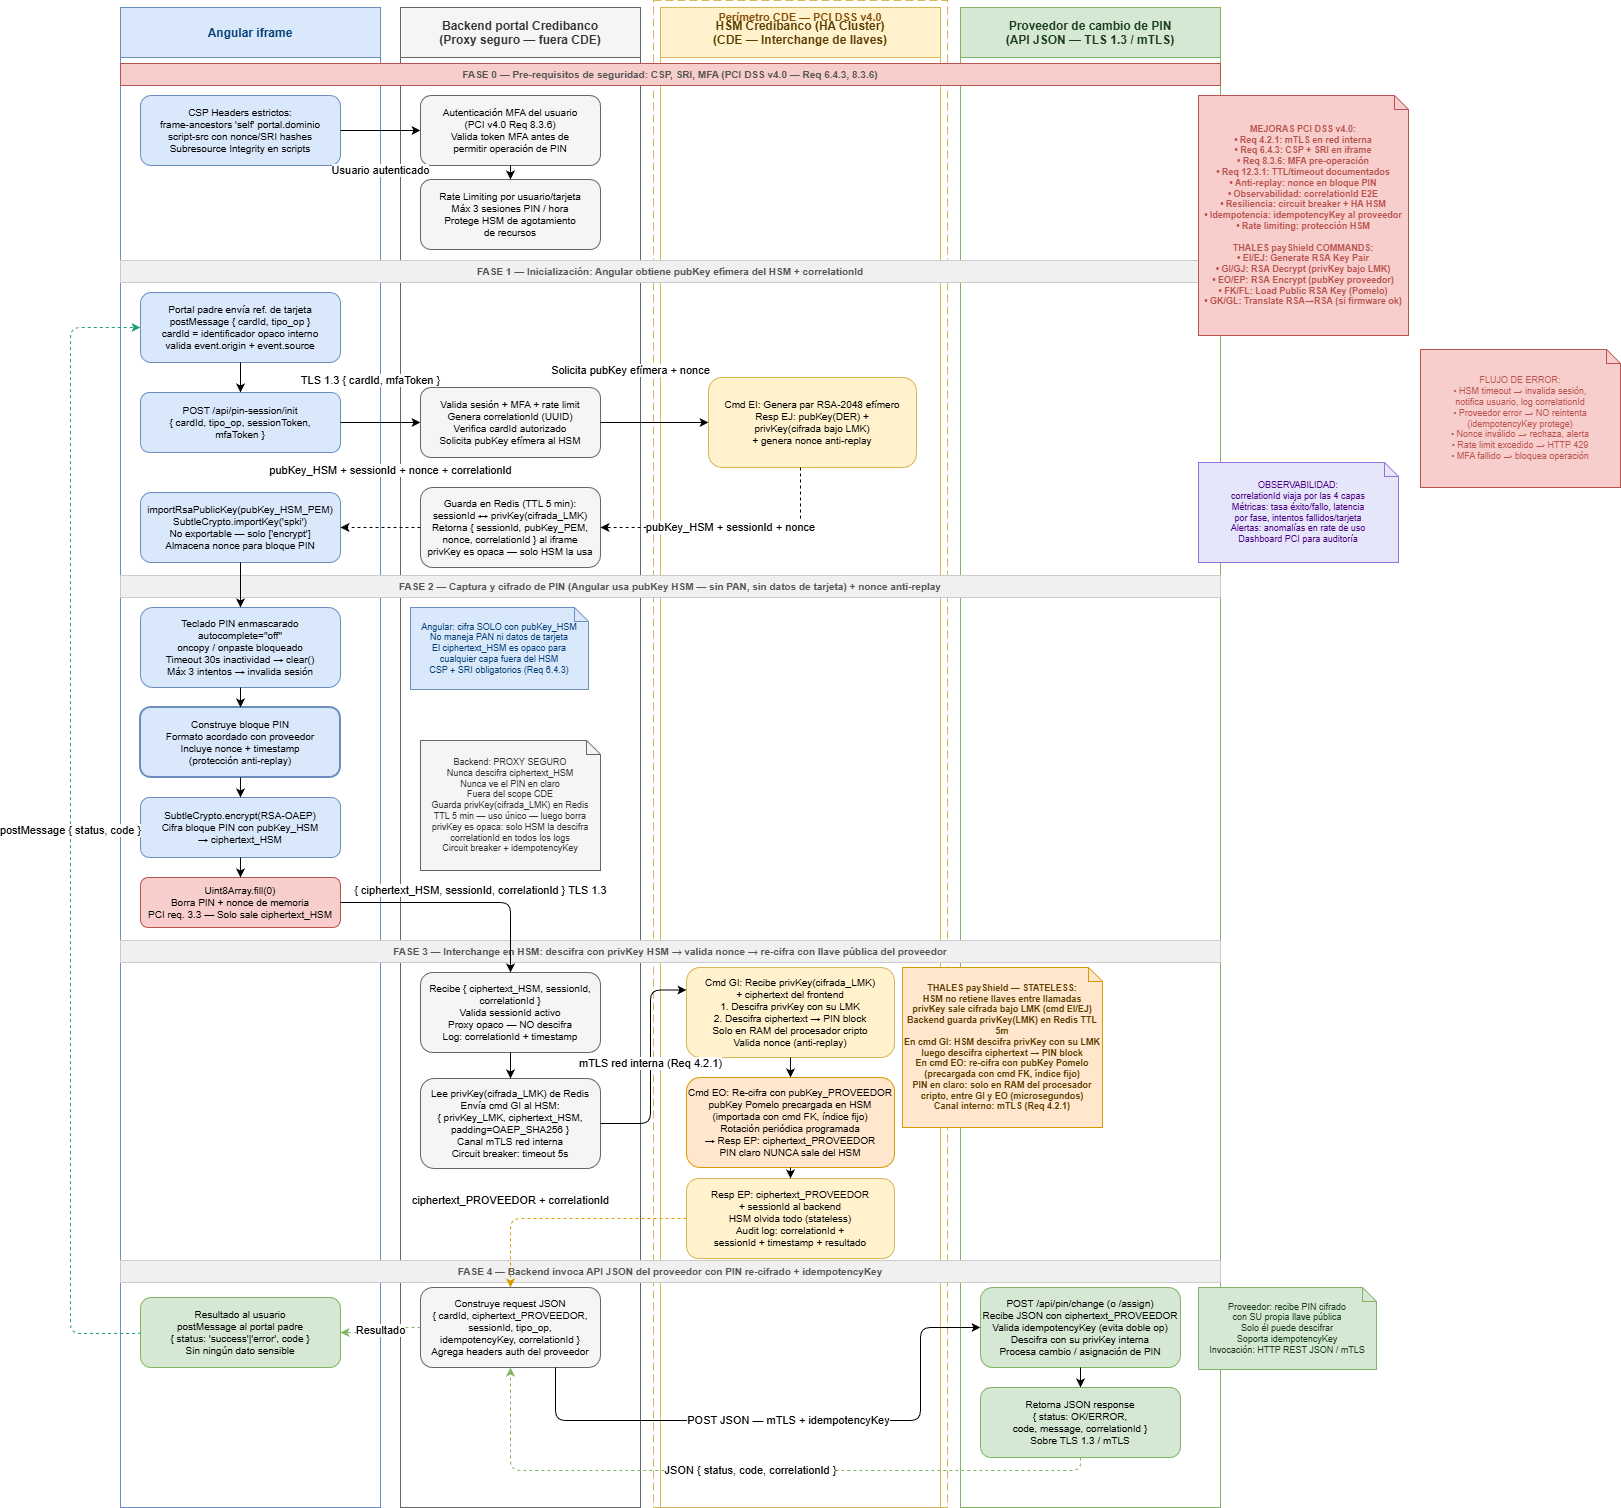 Angular iframe
Backend portal Credibanco
(Proxy seguro — fuera CDE)
Perímetro CDE — PCI DSS v4.0
HSM Credibanco (HA Cluster)
(CDE — Interchange de llaves)
Proveedor de cambio de PIN
(API JSON — TLS 1.3 / mTLS)
FASE 0 — Pre-requisitos de seguridad: CSP, SRI, MFA (PCI DSS v4.0 — Req 6.4.3, 8.3.6)
CSP Headers estrictos:
frame-ancestors 'self' portal.dominio
script-src con nonce/SRI hashes
Subresource Integrity en scripts
Autenticación MFA del usuario
(PCI v4.0 Req 8.3.6)
Valida token MFA antes de
permitir operación de PIN
Usuario autenticado
Rate Limiting por usuario/tarjeta
Máx 3 sesiones PIN / hora
Protege HSM de agotamiento
de recursos
MEJORAS PCI DSS v4.0:
• Req 4.2.1: mTLS en red interna
• Req 6.4.3: CSP + SRI en iframe
• Req 8.3.6: MFA pre-operación
• Req 12.3.1: TTL/timeout documentados
• Anti-replay: nonce en bloque PIN
• Observabilidad: correlationId E2E
• Resiliencia: circuit breaker + HA HSM
• Idempotencia: idempotencyKey al proveedor
• Rate limiting: protección HSM
THALES payShield COMMANDS:
• EI/EJ: Generate RSA Key Pair
• GI/GJ: RSA Decrypt (privKey bajo LMK)
• EO/EP: RSA Encrypt (pubKey proveedor)
• FK/FL: Load Public RSA Key (Pomelo)
• GK/GL: Translate RSA→RSA (si firmware ok)
FASE 1 — Inicialización: Angular obtiene pubKey efímera del HSM + correlationId
Portal padre envía ref. de tarjeta
postMessage { cardId, tipo_op }
cardId = identificador opaco interno
valida event.origin + event.source
TLS 1.3 { cardId, mfaToken }
Solicita pubKey efímera + nonce
POST /api/pin-session/init
{ cardId, tipo_op, sessionToken,
mfaToken }
Valida sesión + MFA + rate limit
Genera correlationId (UUID)
Verifica cardId autorizado
Solicita pubKey efímera al HSM
Cmd EI: Genera par RSA-2048 efímero
Resp EJ: pubKey(DER) +
privKey(cifrada bajo LMK)
+ genera nonce anti-replay
FLUJO DE ERROR:
• HSM timeout → invalida sesión,
notifica usuario, log correlationId
• Proveedor error → NO reintenta
(idempotencyKey protege)
• Nonce inválido → rechaza, alerta
• Rate limit excedido → HTTP 429
• MFA fallido → bloquea operación
pubKey_HSM + sessionId + nonce + correlationId
importRsaPublicKey(pubKey_HSM_PEM)
SubtleCrypto.importKey('spki')
No exportable — solo ['encrypt']
Almacena nonce para bloque PIN
Guarda en Redis (TTL 5 min):
sessionId ↔ privKey(cifrada_LMK)
Retorna { sessionId, pubKey_PEM,
nonce, correlationId } al iframe
privKey es opaca — solo HSM la usa
pubKey_HSM + sessionId + nonce
OBSERVABILIDAD:
correlationId viaja por las 4 capas
Métricas: tasa éxito/fallo, latencia
por fase, intentos fallidos/tarjeta
Alertas: anomalías en rate de uso
Dashboard PCI para auditoría
FASE 2 — Captura y cifrado de PIN (Angular usa pubKey HSM — sin PAN, sin datos de tarjeta) + nonce anti-replay
Teclado PIN enmascarado
autocomplete="off"
oncopy / onpaste bloqueado
Timeout 30s inactividad → clear()
Máx 3 intentos → invalida sesión
Angular: cifra SOLO con pubKey_HSM
No maneja PAN ni datos de tarjeta
El ciphertext_HSM es opaco para
cualquier capa fuera del HSM
CSP + SRI obligatorios (Req 6.4.3)
Construye bloque PIN
Formato acordado con proveedor
Incluye nonce + timestamp
(protección anti-replay)
Backend: PROXY SEGURO
Nunca descifra ciphertext_HSM
Nunca ve el PIN en claro
Fuera del scope CDE
Guarda privKey(cifrada_LMK) en Redis
TTL 5 min — uso único — luego borra
privKey es opaca: solo HSM la descifra
correlationId en todos los logs
Circuit breaker + idempotencyKey
SubtleCrypto.encrypt(RSA-OAEP)
Cifra bloque PIN con pubKey_HSM
→ ciphertext_HSM
postMessage { status, code }
Uint8Array.fill(0)
Borra PIN + nonce de memoria
PCI req. 3.3 — Solo sale ciphertext_HSM
{ ciphertext_HSM, sessionId, correlationId } TLS 1.3
FASE 3 — Interchange en HSM: descifra con privKey HSM → valida nonce → re-cifra con llave pública del proveedor
Recibe { ciphertext_HSM, sessionId,
correlationId }
Valida sessionId activo
Proxy opaco — NO descifra
Log: correlationId + timestamp
Cmd GI: Recibe privKey(cifrada_LMK)
+ ciphertext del frontend
1. Descifra privKey con su LMK
2. Descifra ciphertext → PIN block
Solo en RAM del procesador cripto
Valida nonce (anti-replay)
THALES payShield — STATELESS:
HSM no retiene llaves entre llamadas
privKey sale cifrada bajo LMK (cmd EI/EJ)
Backend guarda privKey(LMK) en Redis TTL
5m
En cmd GI: HSM descifra privKey con su LMK
luego descifra ciphertext → PIN block
En cmd EO: re-cifra con pubKey Pomelo
(precargada con cmd FK, índice fijo)
PIN en claro: solo en RAM del procesador
cripto, entre GI y EO (microsegundos)
Canal interno: mTLS (Req 4.2.1)
mTLS red interna (Req 4.2.1)
Lee privKey(cifrada_LMK) de Redis
Envía cmd GI al HSM:
{ privKey_LMK, ciphertext_HSM,
padding=OAEP_SHA256 }
Canal mTLS red interna
Circuit breaker: timeout 5s
Cmd EO: Re-cifra con pubKey_PROVEEDOR
pubKey Pomelo precargada en HSM
(importada con cmd FK, índice fijo)
Rotación periódica programada
→ Resp EP: ciphertext_PROVEEDOR
PIN claro NUNCA sale del HSM
ciphertext_PROVEEDOR + correlationId
Resp EP: ciphertext_PROVEEDOR
+ sessionId al backend
HSM olvida todo (stateless)
Audit log: correlationId +
sessionId + timestamp + resultado
FASE 4 — Backend invoca API JSON del proveedor con PIN re-cifrado + idempotencyKey
Resultado al usuario
postMessage al portal padre
{ status: 'success'|'error', code }
Sin ningún dato sensible
Resultado
Construye request JSON
{ cardId, ciphertext_PROVEEDOR,
sessionId, tipo_op,
idempotencyKey, correlationId }
Agrega headers auth del proveedor
POST /api/pin/change (o /assign)
Recibe JSON con ciphertext_PROVEEDOR
Valida idempotencyKey (evita doble op)
Descifra con su privKey interna
Procesa cambio / asignación de PIN
Proveedor: recibe PIN cifrado
con SU propia llave pública
Solo él puede descifrar
Soporta idempotencyKey
Invocación: HTTP REST JSON / mTLS
POST JSON — mTLS + idempotencyKey
Retorna JSON response
{ status: OK/ERROR,
code, message, correlationId }
Sobre TLS 1.3 / mTLS
JSON { status, code, correlationId }